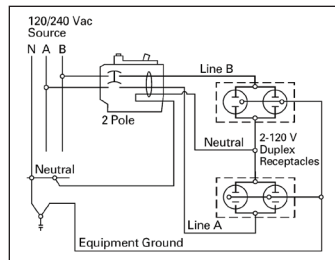 120/240 Vac
Source
N A B
Line B
2 Pole
Neutral
2-120 V
Duplex
Receptacles
Neutral
Line A
Equipment Ground